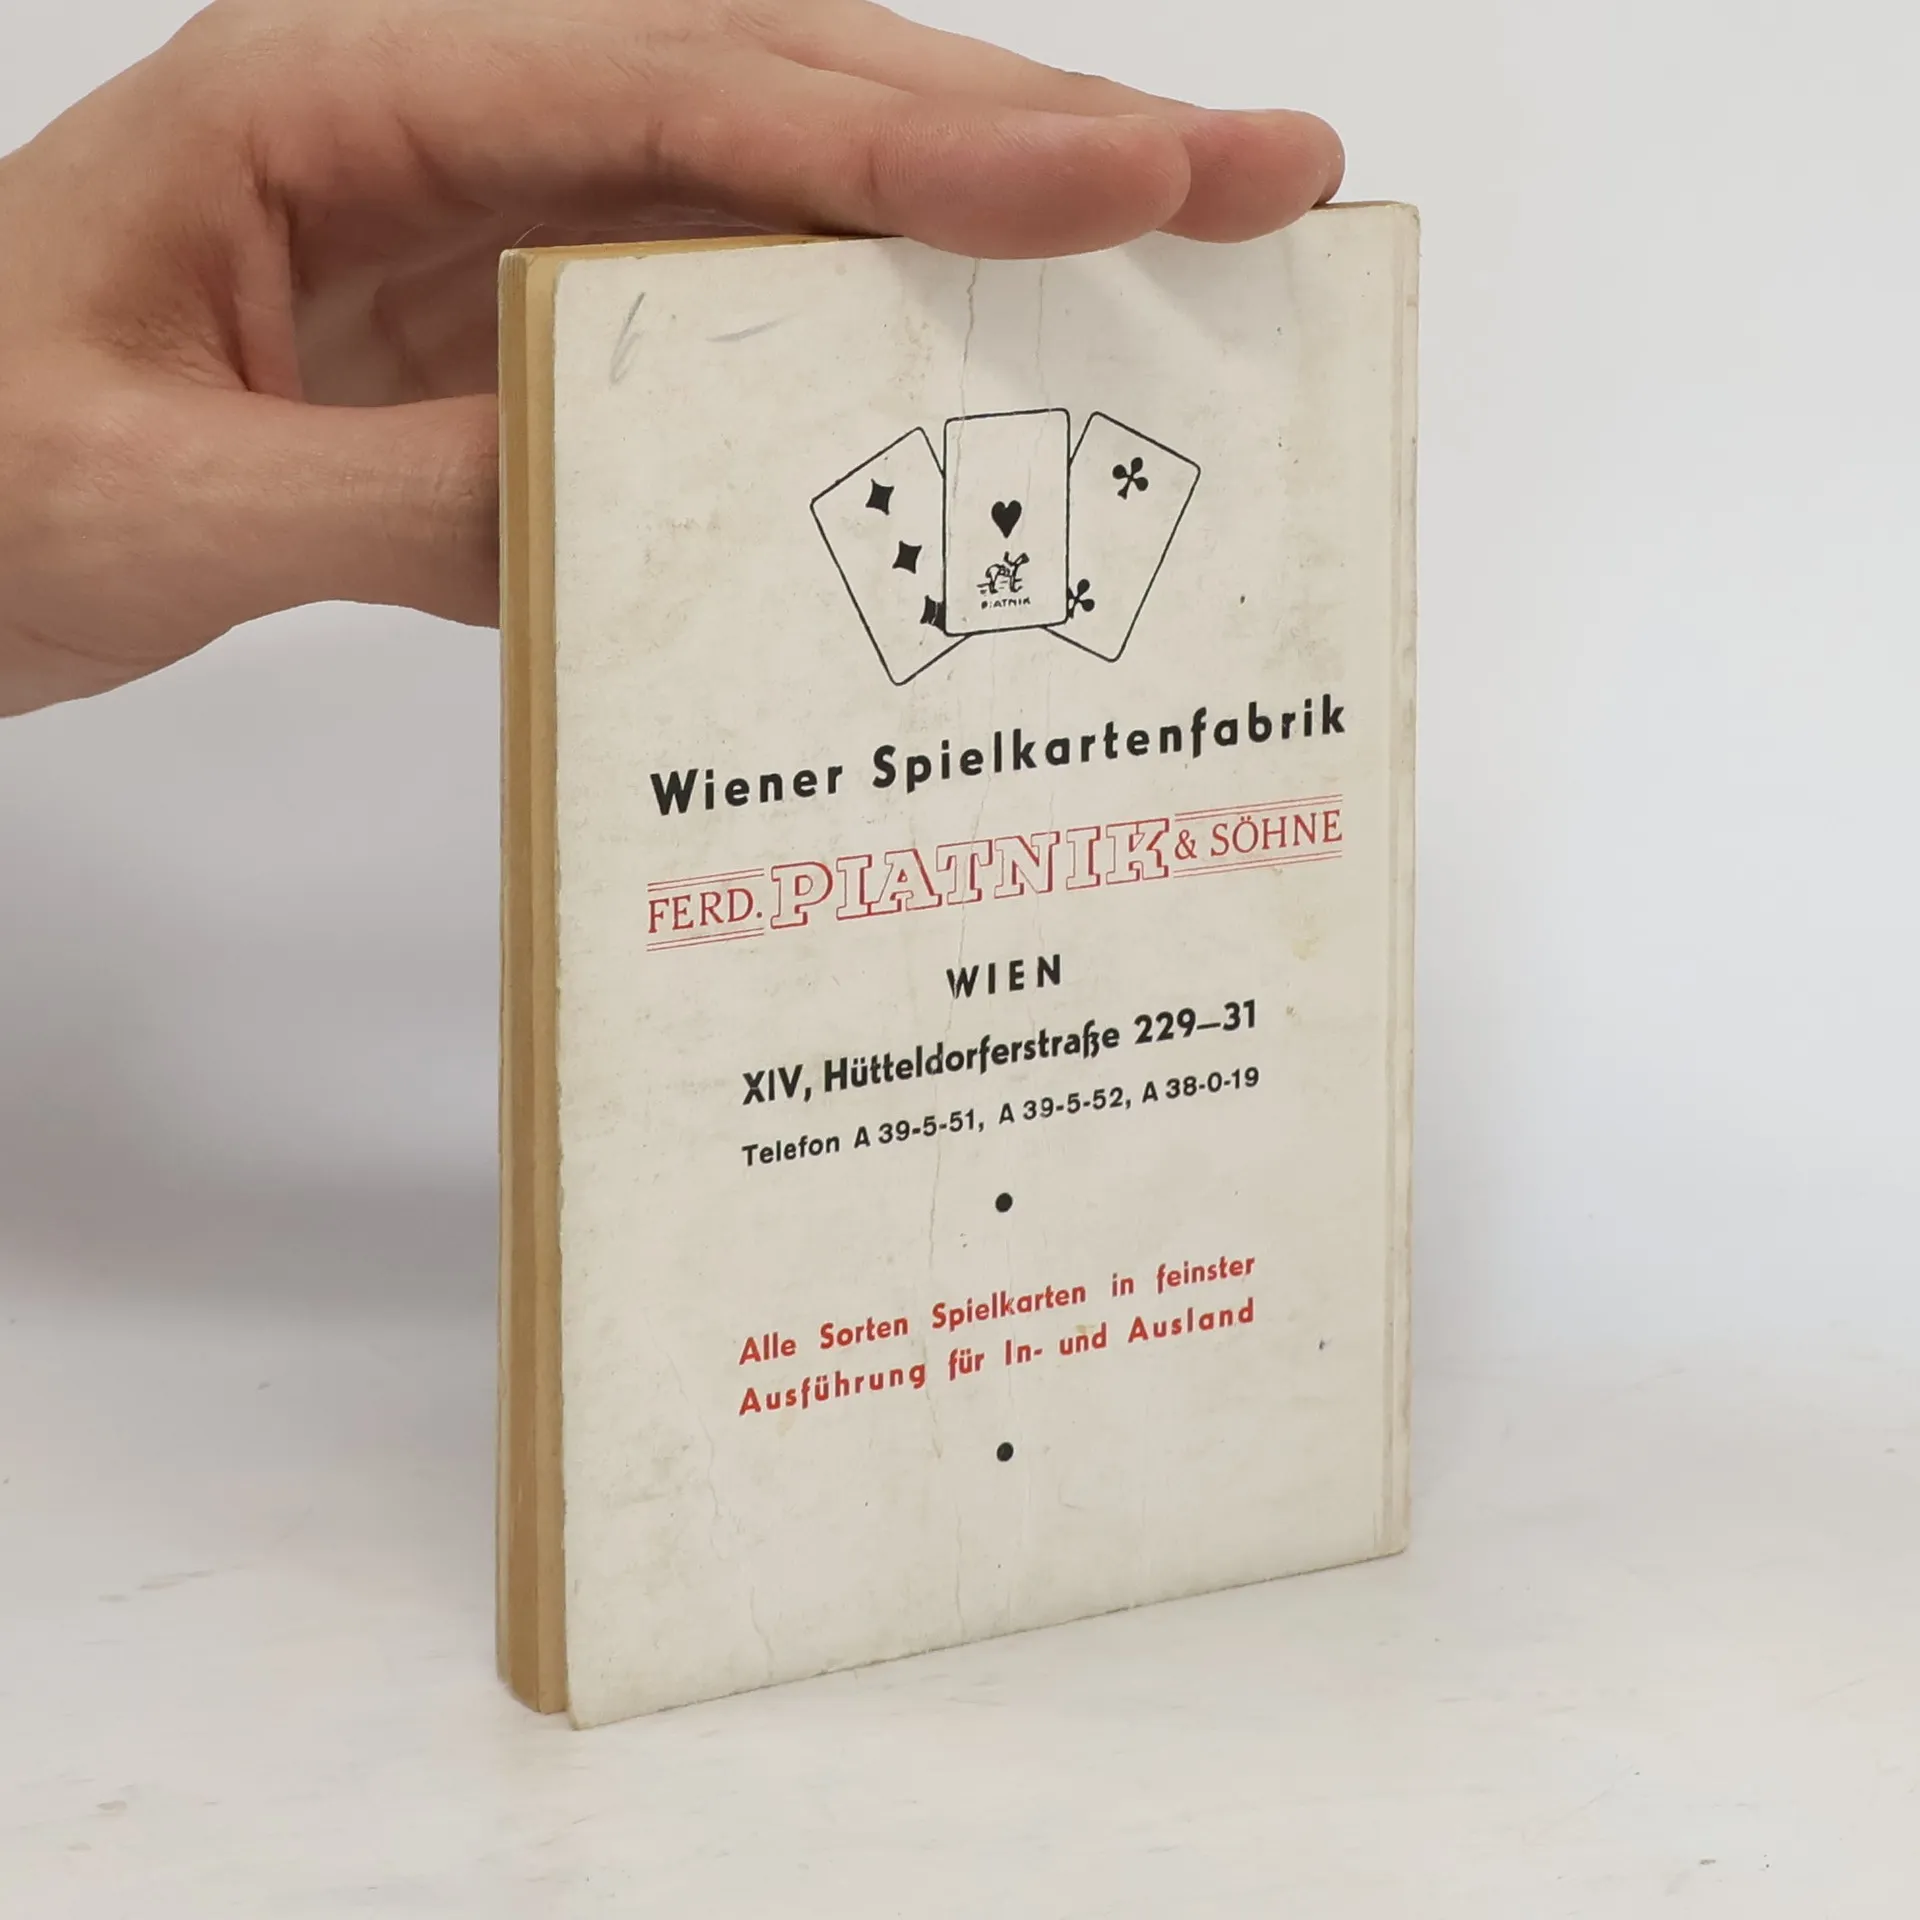 6 —
PIATNIK
Wiener Spielkartenfabrik
FERD. PIATNIK & SÖHNE
WIEN
XIV, Hütteldorferstraße 229—31
Telefon A 39-5-51, A 39-5-52, A 38-0-19
Alle Sorten Spielkarten in feinster
Ausführung für In- und Ausland